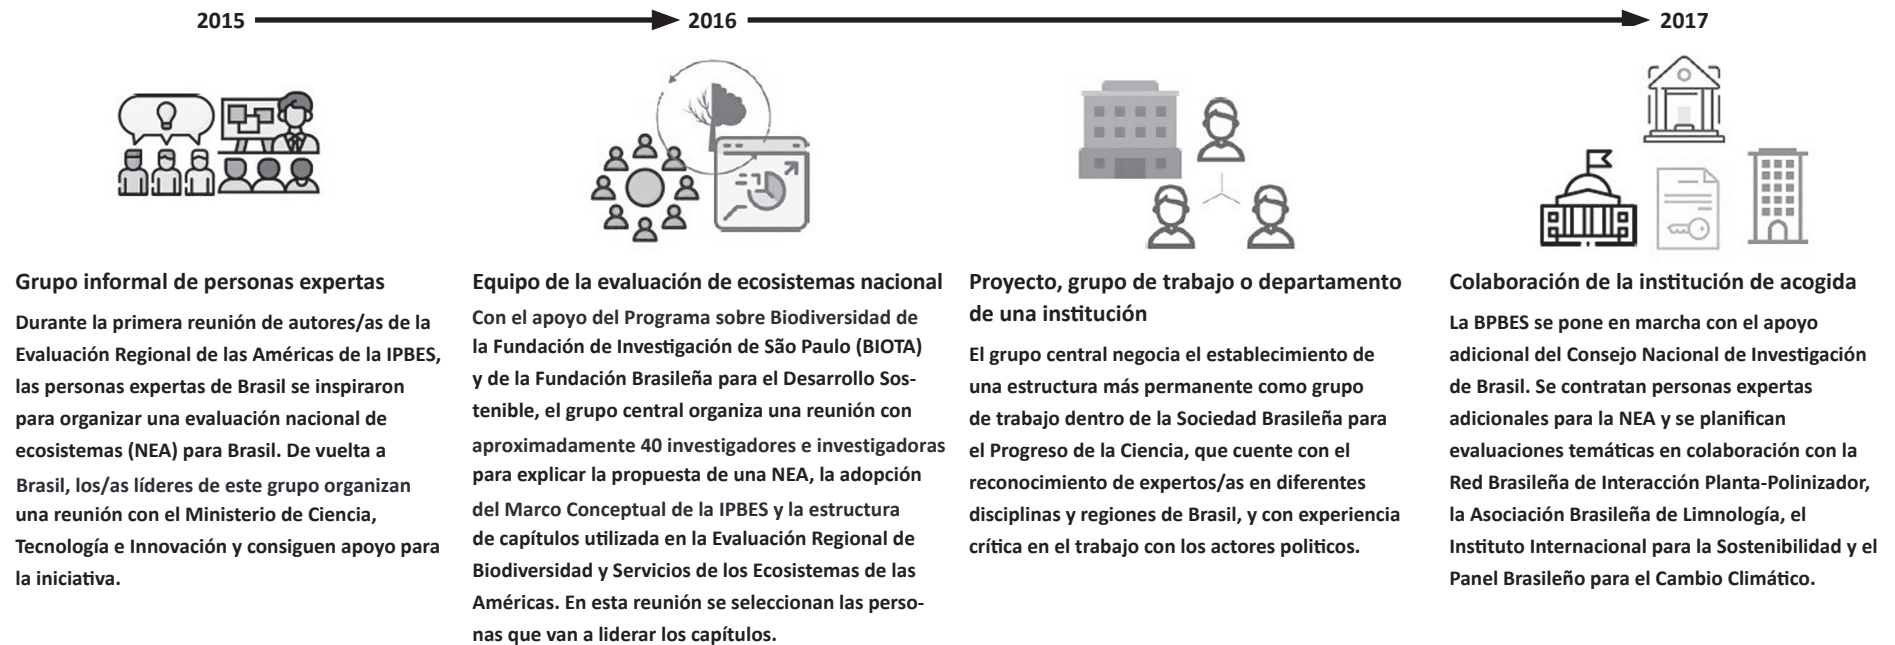 2015
2016
2017
Grupo informal de personas expertas
Durante la primera reunión de autores/as de la
Evaluación Regional de las Américas de la IPBES,
las personas expertas de Brasil se inspiraron
para organizar una evaluación nacional de
ecosistemas (NEA) para Brasil. De vuelta a
Brasil, los/as líderes de este grupo organizan
una reunión con el Ministerio de Ciencia,
Tecnología e Innovación y consiguen apoyo para
la iniciativa.
Equipo de la evaluación de ecosistemas nacional
Con el apoyo del Programa sobre Biodiversidad de
la Fundación de Investigación de São Paulo (BIOTA)
y de la Fundación Brasileña para el Desarrollo Sos-
tenible, el grupo central organiza una reunión con
aproximadamente 40 investigadores e investigadoras
para explicar la propuesta de una NEA, la adopción
del Marco Conceptual de la IPBES y la estructura
de capítulos utilizada en la Evaluación Regional de
Biodiversidad y Servicios de los Ecosistemas de las
Américas. En esta reunión se seleccionan las perso-
nas que van a liderar los capítulos.
Proyecto, grupo de trabajo o departamento
de una institución
El grupo central negocia el establecimiento de
una estructura más permanente como grupo
de trabajo dentro de la Sociedad Brasileña para
el Progreso de la Ciencia, que cuente con el
reconocimiento de expertos/as en diferentes
disciplinas y regiones de Brasil, y con experiencia
crítica en el trabajo con los actores politicos.
Colaboración de la institución de acogida
La BPBES se pone en marcha con el apoyo
adicional del Consejo Nacional de Investigación
de Brasil. Se contratan personas expertas
adicionales para la NEA y se planifican
evaluaciones temáticas en colaboración con la
Red Brasileña de Interacción Planta-Polinizador,
la Asociación Brasileña de Limnología, el
Instituto Internacional para la Sostenibilidad y el
Panel Brasileño para el Cambio Climático.